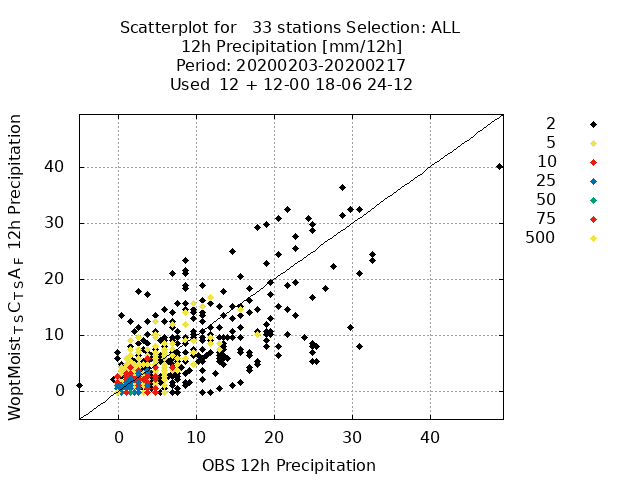 Scatterplot for   33 stations Selection: ALL
12h Precipitation [mm/12h]
Period: 20200203-20200217
Used  12 + 12-00 18-06 24-12
2
5
10
25
50
75
500
WoptMoist_TSC_TSA_F 12h Precipitation
40
30
20
10
0
0 10 20 30 40
OBS 12h Precipitation